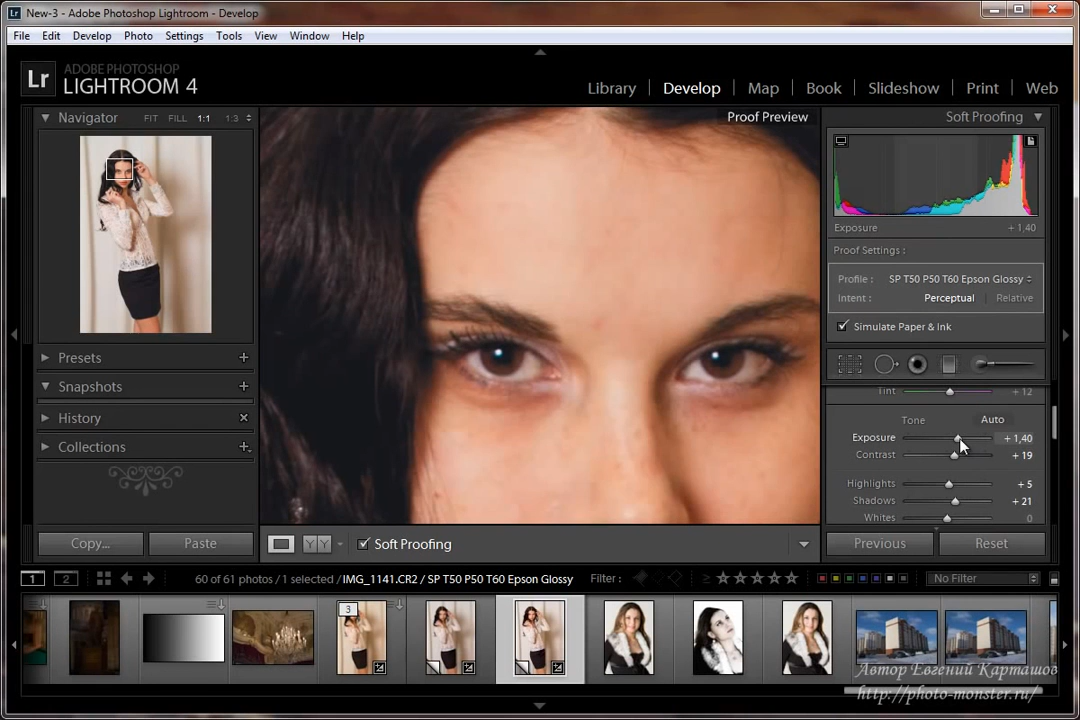 New-3 - Adobe Photoshop Lightroom - Develop
File Edit Develop Photo Settings Tools View Window Help
Lr ADOBE PHOTOSHOP
LIGHTROOM 4
Library | Develop | Map | Book | Slideshow | Print | Web
Navigator FIT FILL 1:1 1:3
Proof Preview
Soft Proofing
Exposure + 1,40
Proof Settings :
Profile : SP T50 P50 T60 Epson Glossy
Intent : Perceptual Relative
Simulate Paper & Ink
Presets
Snapshots
History
Collections
Tint + 12
Tone Auto
Exposure + 1,40
Contrast + 19
Highlights + 5
Shadows + 21
Whites 0
Copy... Paste
YY Soft Proofing
Previous Reset
1 2 60 of 61 photos / 1 selected / IMG_1141.CR2 / SP T50 P50 T60 Epson Glossy Filter : No Filter
3
Автор Евгений Карташов
http://photo-monster.ru/